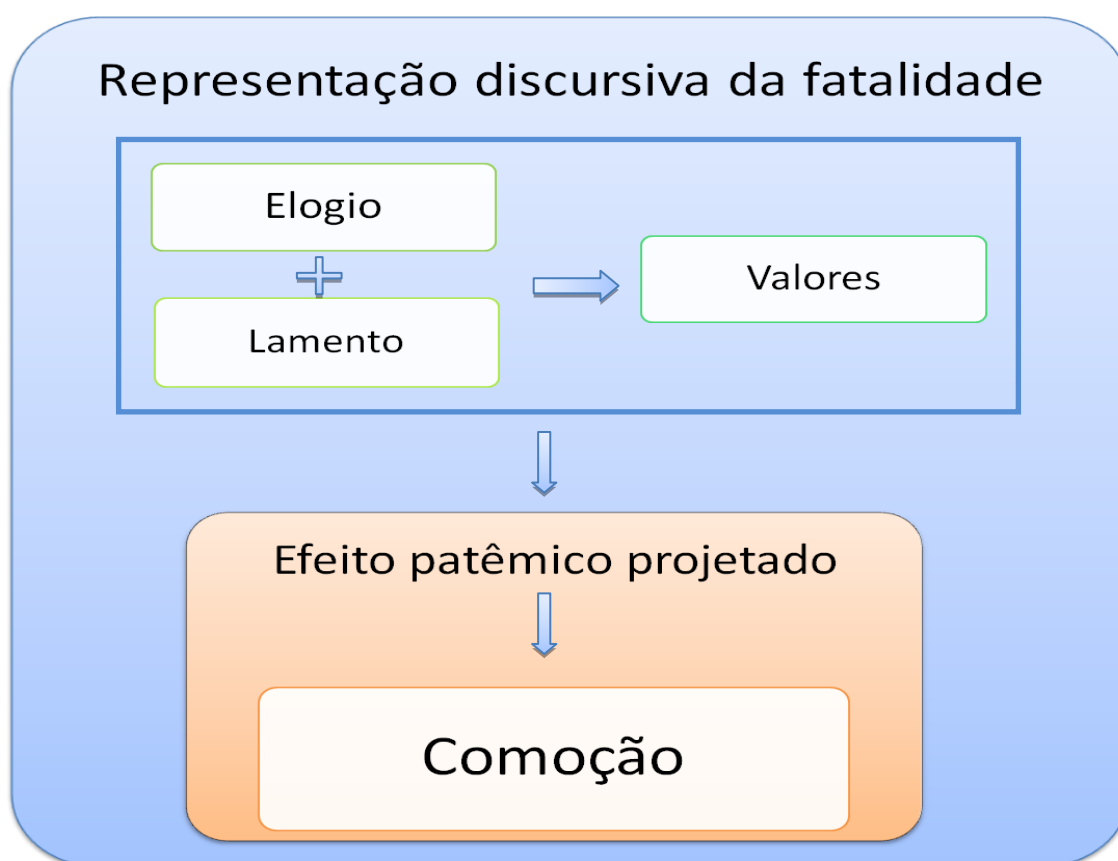 Representação discursiva da fatalidade
Elogio
Lamento
Valores
Efeito patêmico projetado
Comoção